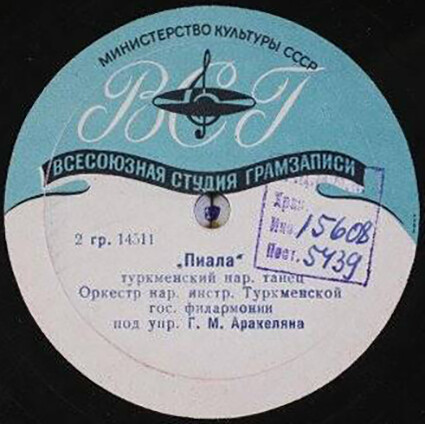 МИНИСТЕРСТВО КУЛЬТУРЫ СССР
ВСГ
ВСЕСОЮЗНАЯ СТУДИЯ ГРАМЗАПИСИ
Хран.
Инв. 15608
Пост. 5439
2 гр. 14511
„Пиала"
туркменский нар. танец
Оркестр нар. инстр. Туркменской
гос. филармонии
под упр. Г. М. Аракеляна